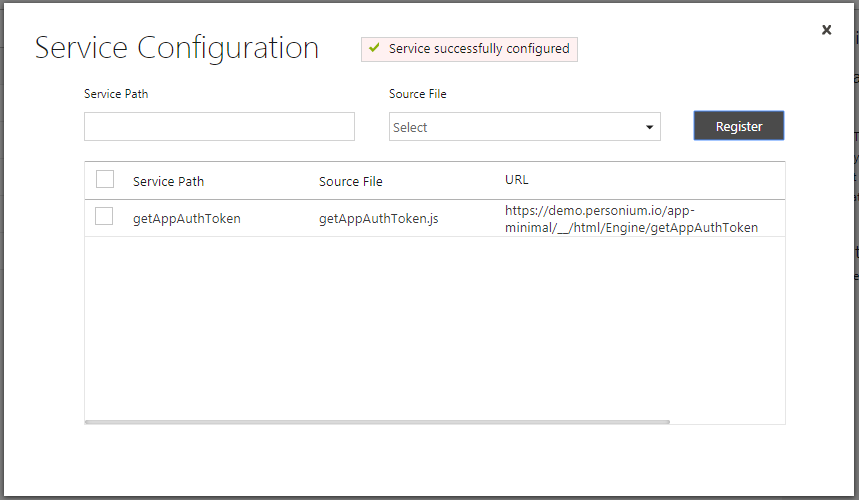 Service Configuration
Service successfully configured
x
Service Path
Source File
Select
Register
Service Path
Source File
URL
getAppAuthToken
getAppAuthToken.js
https://demo.personium.io/app-
minimal/__/html/Engine/getAppAuthToken